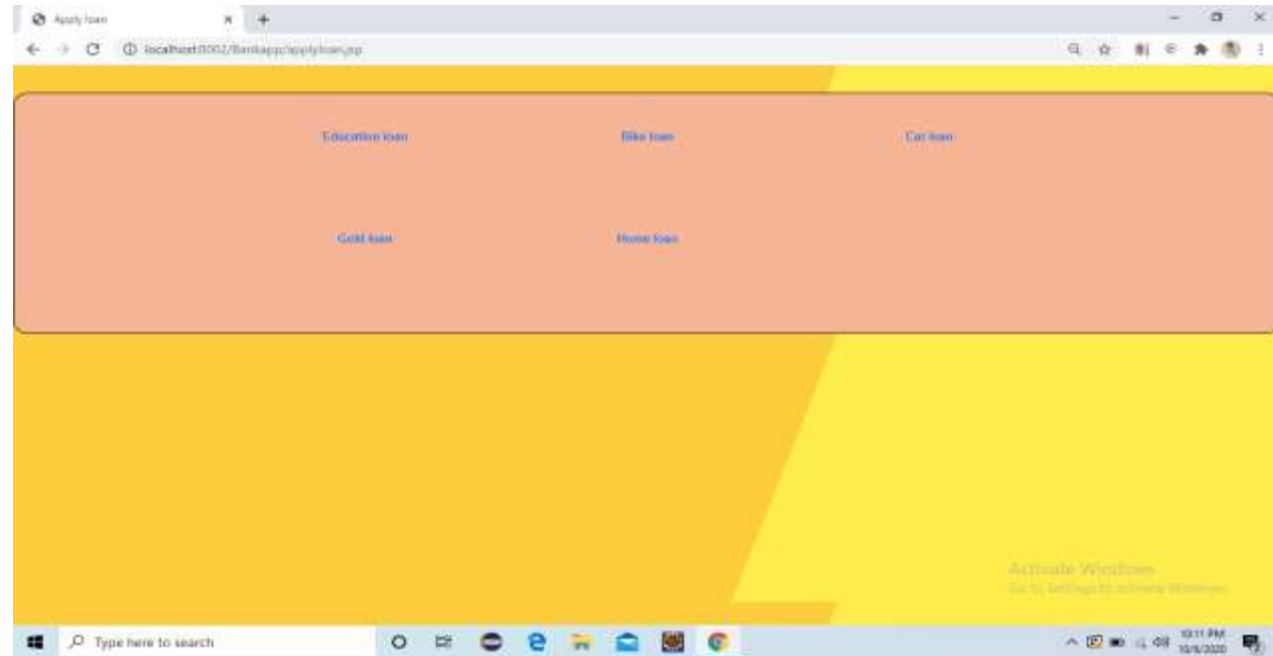 Apply loan
localhost:0002/Bankapp/applyloan.jsp
Education loan
Bike loan
Car loan
Gold loan
Home loan
Activate Windows
Go to Settings to activate Windows.
Type here to search
10:11 PM